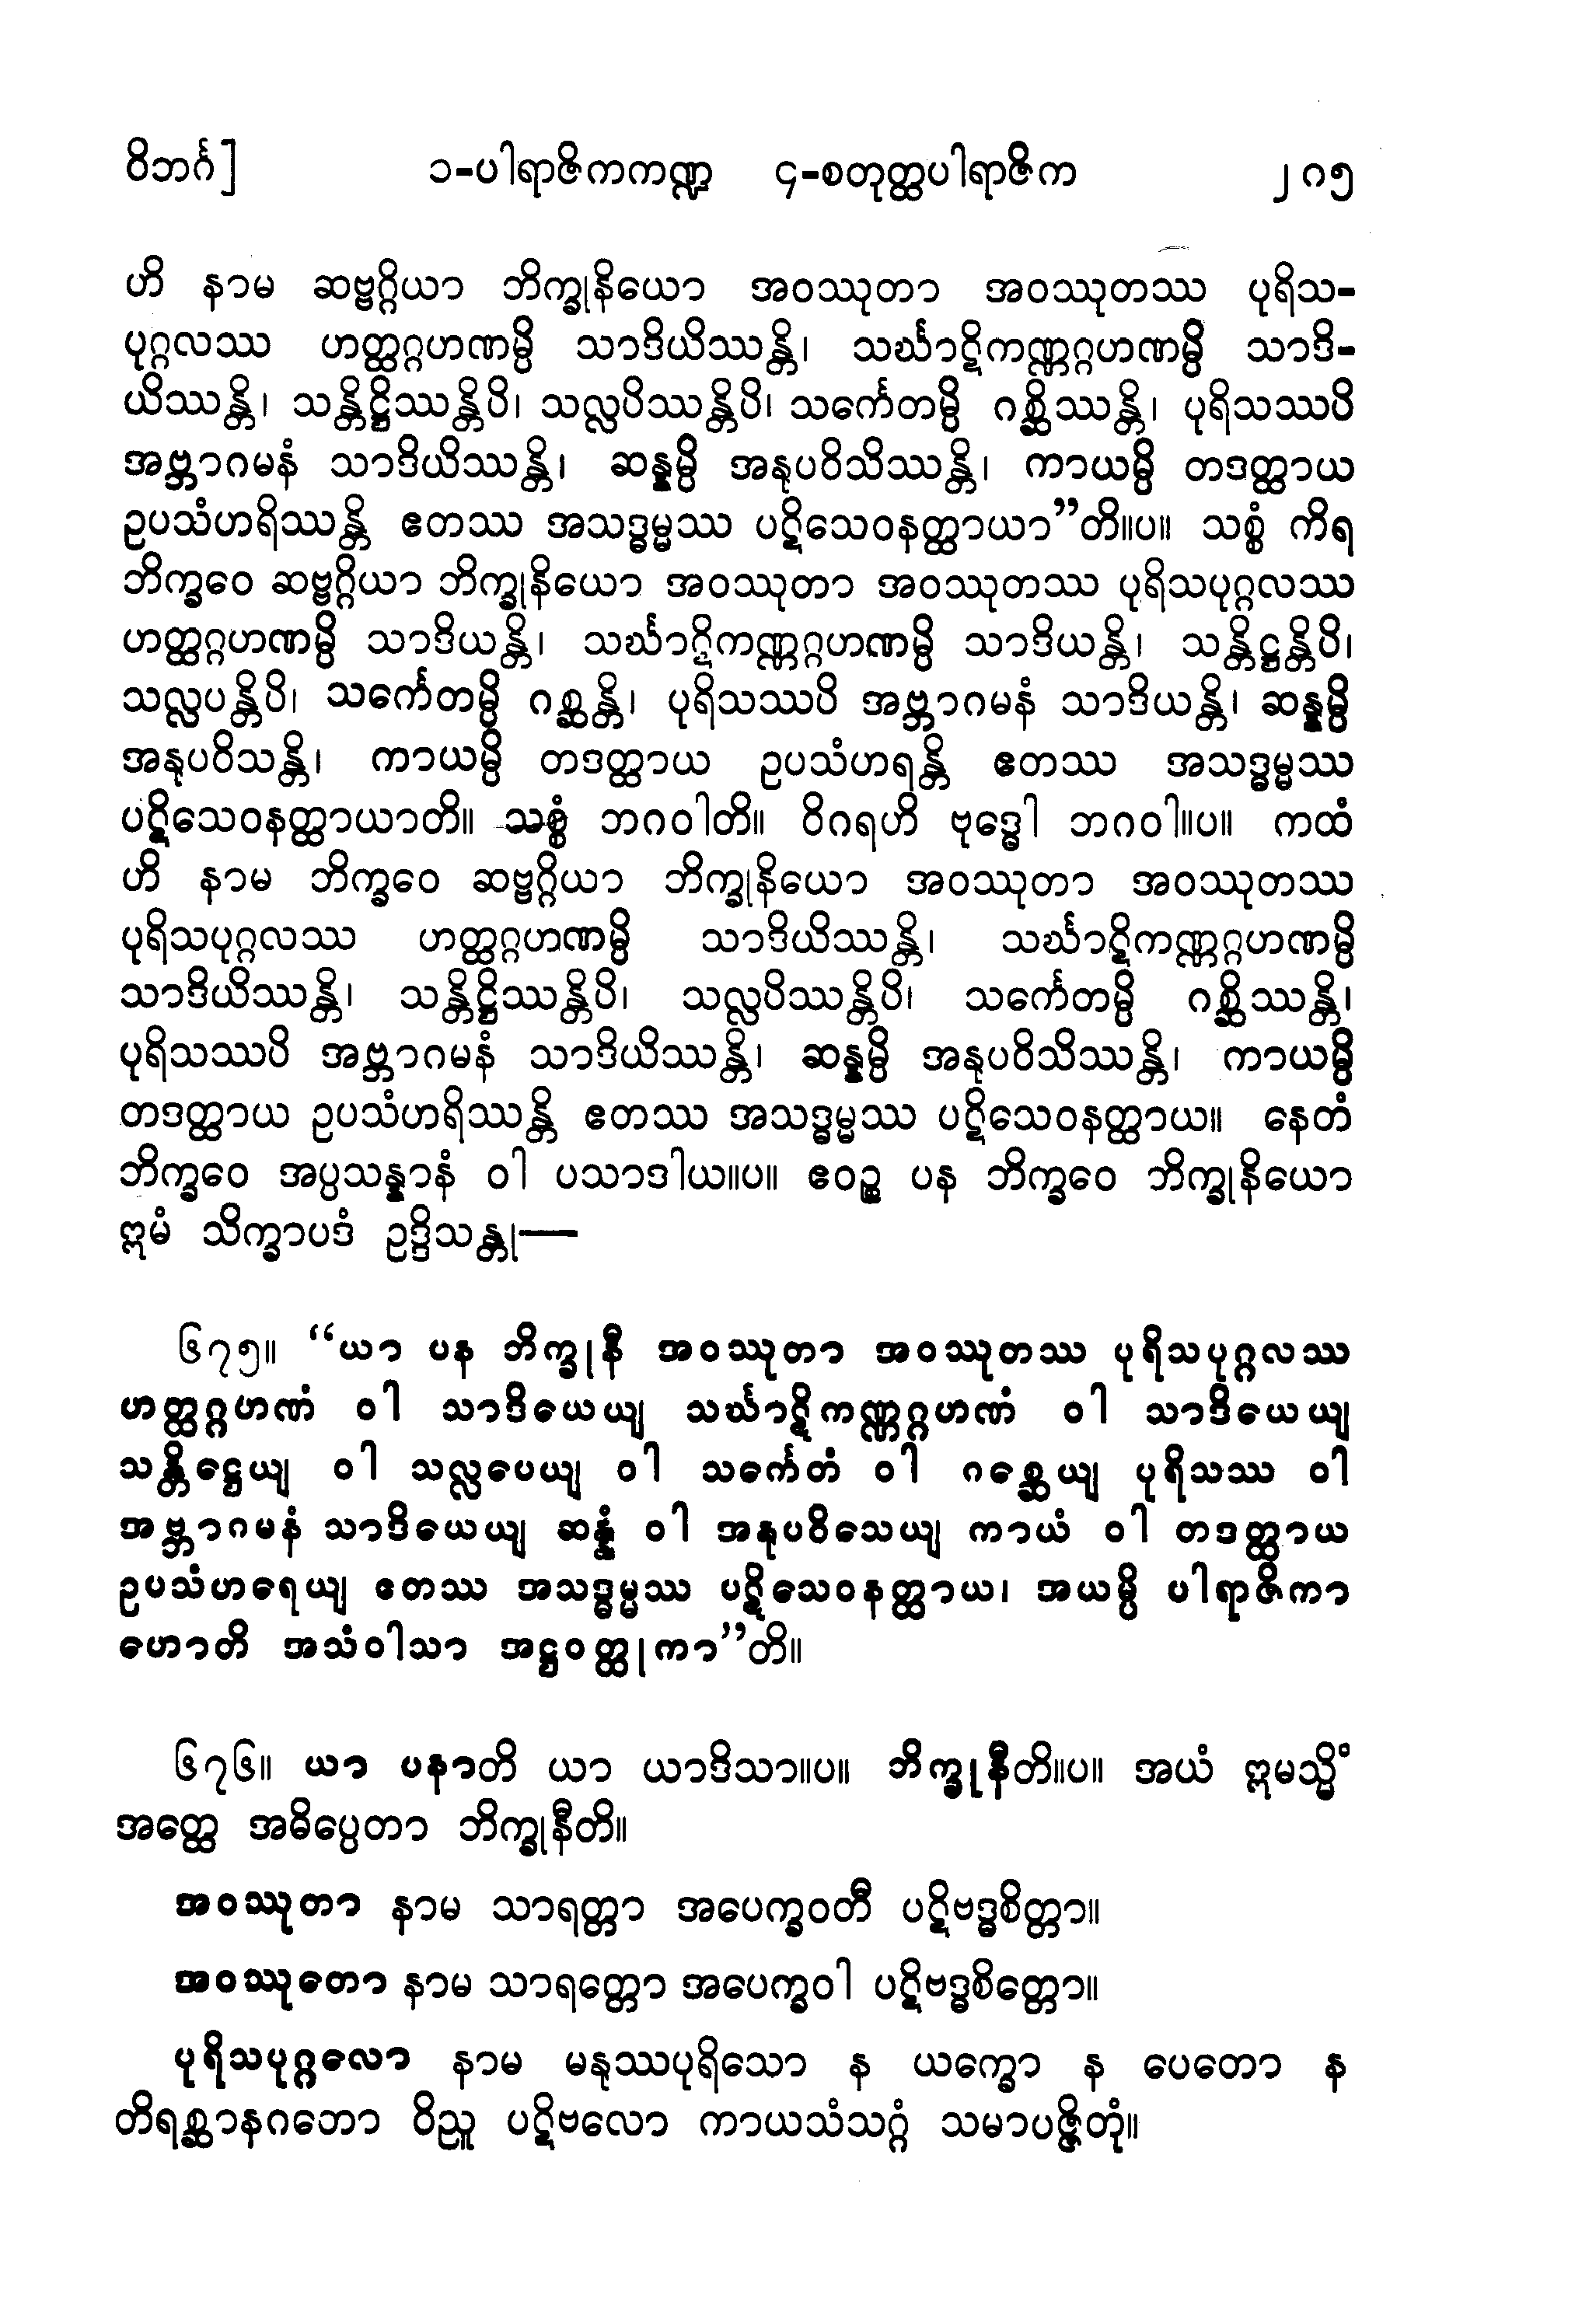 ဝိဘင်္ဂ] ၁-ပါရာဇိကကဏ္ဍ ၄-စတုတ္ထပါရာဇိက ၂၈၅
ဟိ နာမ ဆဗ္ဗဂ္ဂိယာ ဘိက္ခုနိယော အဝဿုတာ အဝဿုတဿ ပုရိသ-
ပုဂ္ဂလဿ ဟတ္ထဂ္ဂဟဏမ္ပိ သာဒိယိဿန္တိ၊ သင်္ဃာဋိကဏ္ဏဂ္ဂဟဏမ္ပိ သာဒိ-
ယိဿန္တိ၊ သန္တိဋ္ဌိဿန္တိပိ၊ သလ္လပိဿန္တိပိ၊ သင်္ကေတမ္ပိ ဂစ္ဆိဿန္တိ၊ ပုရိသဿပိ
အဗ္ဘာဂမနံ သာဒိယိဿန္တိ၊ ဆန္နမ္ပိ အနုပဝိသိဿန္တိ၊ ကာယမ္ပိ တဒတ္ထာယ
ဥပသံဟရိဿန္တိ ဧတဿ အသဒ္ဓမ္မဿ ပဋိသေဝနတ္ထာယာ”တိ။ပ။ သစ္စံ ကိရ
ဘိက္ခဝေ ဆဗ္ဗဂ္ဂိယာ ဘိက္ခုနိယော အဝဿုတာ အဝဿုတဿ ပုရိသပုဂ္ဂလဿ
ဟတ္ထဂ္ဂဟဏမ္ပိ သာဒိယန္တိ၊ သင်္ဃာဋိကဏ္ဏဂ္ဂဟဏမ္ပိ သာဒိယန္တိ၊ သန္တိဋ္ဌန္တိပိ၊
သလ္လပန္တိပိ၊ သင်္ကေတမ္ပိ ဂစ္ဆန္တိ၊ ပုရိသဿပိ အဗ္ဘာဂမနံ သာဒိယန္တိ၊ ဆန္နမ္ပိ
အနုပဝိသန္တိ၊ ကာယမ္ပိ တဒတ္ထာယ ဥပသံဟရန္တိ ဧတဿ အသဒ္ဓမ္မဿ
ပဋိသေဝနတ္ထာယာတိ။ သစ္စံ ဘဂဝါတိ။ ဝိဂရဟိ ဗုဒ္ဓေါ ဘဂဝါ။ပ။ ကထံ
ဟိ နာမ ဘိက္ခဝေ ဆဗ္ဗဂ္ဂိယာ ဘိက္ခုနိယော အဝဿုတာ အဝဿုတဿ
ပုရိသပုဂ္ဂလဿ ဟတ္ထဂ္ဂဟဏမ္ပိ သာဒိယိဿန္တိ၊ သင်္ဃာဋိကဏ္ဏဂ္ဂဟဏမ္ပိ
သာဒိယိဿန္တိ၊ သန္တိဋ္ဌိဿန္တိပိ၊ သလ္လပိဿန္တိပိ၊ သင်္ကေတမ္ပိ ဂစ္ဆိဿန္တိ၊
ပုရိသဿပိ အဗ္ဘာဂမနံ သာဒိယိဿန္တိ၊ ဆန္နမ္ပိ အနုပဝိသိဿန္တိ၊ ကာယမ္ပိ
တဒတ္ထာယ ဥပသံဟရိဿန္တိ ဧတဿ အသဒ္ဓမ္မဿ ပဋိသေဝနတ္ထာယ။ နေတံ
ဘိက္ခဝေ အပ္ပသန္နာနံ ဝါ ပသာဒါယ။ပ။ ဧဝဉ္စ ပန ဘိက္ခဝေ ဘိက္ခုနိယော
ဣမံ သိက္ခာပဒံ ဥဒ္ဒိသန္တု—
၆၇၅။ “ယာ ပန ဘိက္ခုနီ အဝဿုတာ အဝဿုတဿ ပုရိသပုဂ္ဂလဿ
ဟတ္ထဂ္ဂဟဏံ ဝါ သာဒိယေယျ သင်္ဃာဋိကဏ္ဏဂ္ဂဟဏံ ဝါ သာဒိယေယျ
သန္တိဋ္ဌေယျ ဝါ သလ္လပေယျ ဝါ သင်္ကေတံ ဝါ ဂစ္ဆေယျ ပုရိသဿ ဝါ
အဗ္ဘာဂမနံ သာဒိယေယျ ဆန္နံ ဝါ အနုပဝိသေယျ ကာယံ ဝါ တဒတ္ထာယ
ဥပသံဟရေယျ ဧတဿ အသဒ္ဓမ္မဿ ပဋိသေဝနတ္ထာယ၊ အယမ္ပိ ပါရာဇိကာ
ဟောတိ အသံဝါသာ အဋ္ဌဝတ္ထုကာ”တိ။
၆၇၆။ ယာ ပနာတိ ယာ ယာဒိသာ။ပ။ ဘိက္ခုနီတိ။ပ။ အယံ ဣမသ္မိံ
အတ္ထေ အဓိပ္ပေတာ ဘိက္ခုနီတိ။
အဝဿုတာ နာမ သာရတ္တာ အပေက္ခဝတီ ပဋိဗဒ္ဓစိတ္တာ။
အဝဿုတော နာမ သာရတ္တော အပေက္ခဝါ ပဋိဗဒ္ဓစိတ္တော။
ပုရိသပုဂ္ဂလော နာမ မနုဿပုရိသော န ယက္ခော န ပေတော န
တိရစ္ဆာနဂတော ဝိညူ ပဋိဗလော ကာယသံသဂ္ဂံ သမာပဇ္ဇိတုံ။